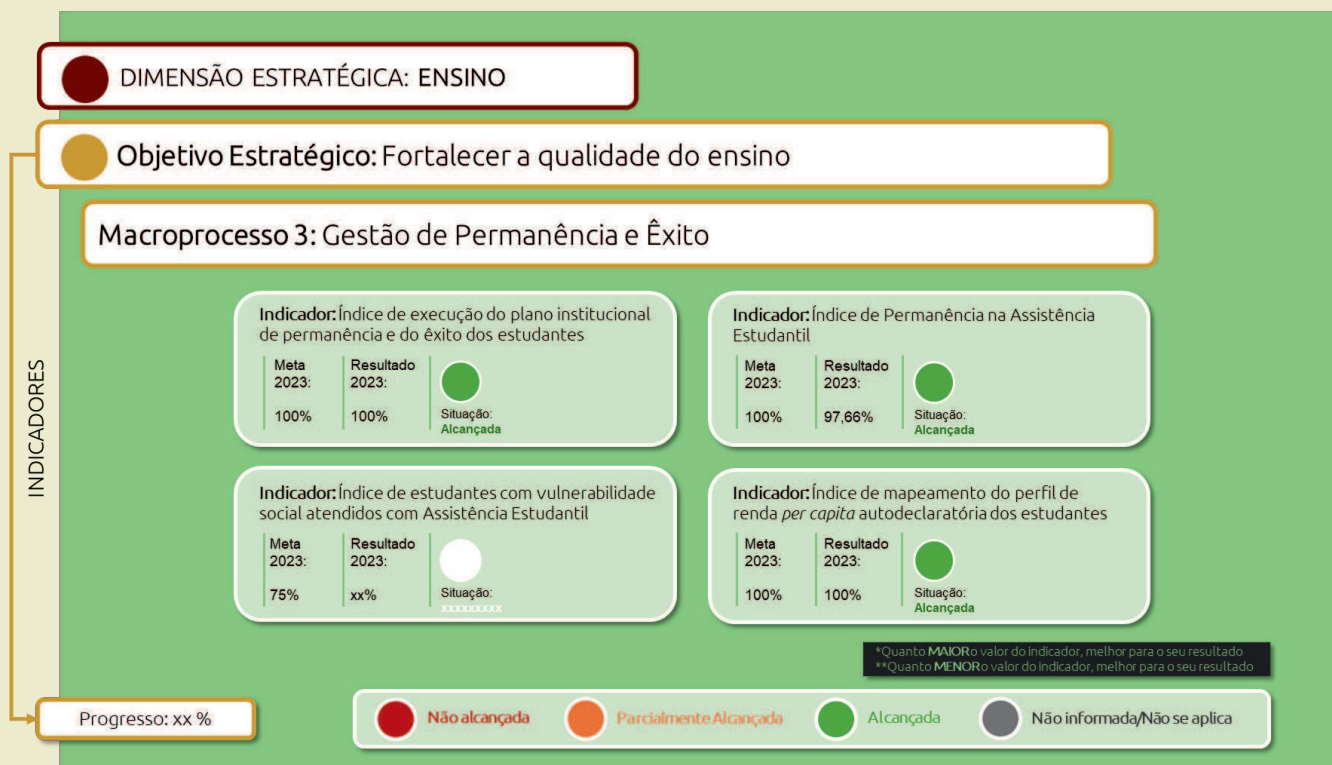 DIMENSÃO ESTRATÉGICA: ENSINO
Objetivo Estratégico: Fortalecer a qualidade do ensino
Macroprocesso 3: Gestão de Permanência e Êxito
INDICADORES
Indicador: Índice de execução do plano institucional
de permanência e do êxito dos estudantes
Meta
2023:
100%
Resultado
2023:
100%
Situação:
Alcançada
Indicador: Índice de Permanência na Assistência
Estudantil
Meta
2023:
100%
Resultado
2023:
97,66%
Situação:
Alcançada
Indicador: Índice de estudantes com vulnerabilidade
social atendidos com Assistência Estudantil
Meta
2023:
75%
Resultado
2023:
xx%
Situação:
xxxxxxxxx
Indicador: Índice de mapeamento do perfil de
renda per capita autodeclaratória dos estudantes
Meta
2023:
100%
Resultado
2023:
100%
Situação:
Alcançada
*Quanto MAIOR o valor do indicador, melhor para o seu resultado
**Quanto MENOR o valor do indicador, melhor para o seu resultado
Progresso: xx %
Não alcançada
Parcialmente Alcançada
Alcançada
Não informada/Não se aplica